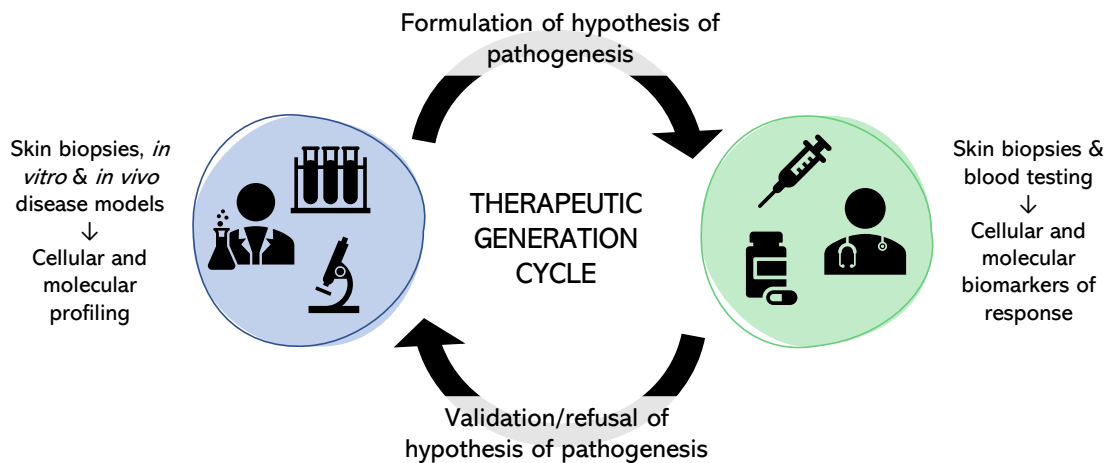 Formulation of hypothesis of
pathogenesis
Skin biopsies, in
vitro & in vivo
disease models
↓
Cellular and
molecular
profiling
THERAPEUTIC
GENERATION
CYCLE
Skin biopsies &
blood testing
↓
Cellular and
molecular
biomarkers of
response
Validation/refusal of
hypothesis of pathogenesis